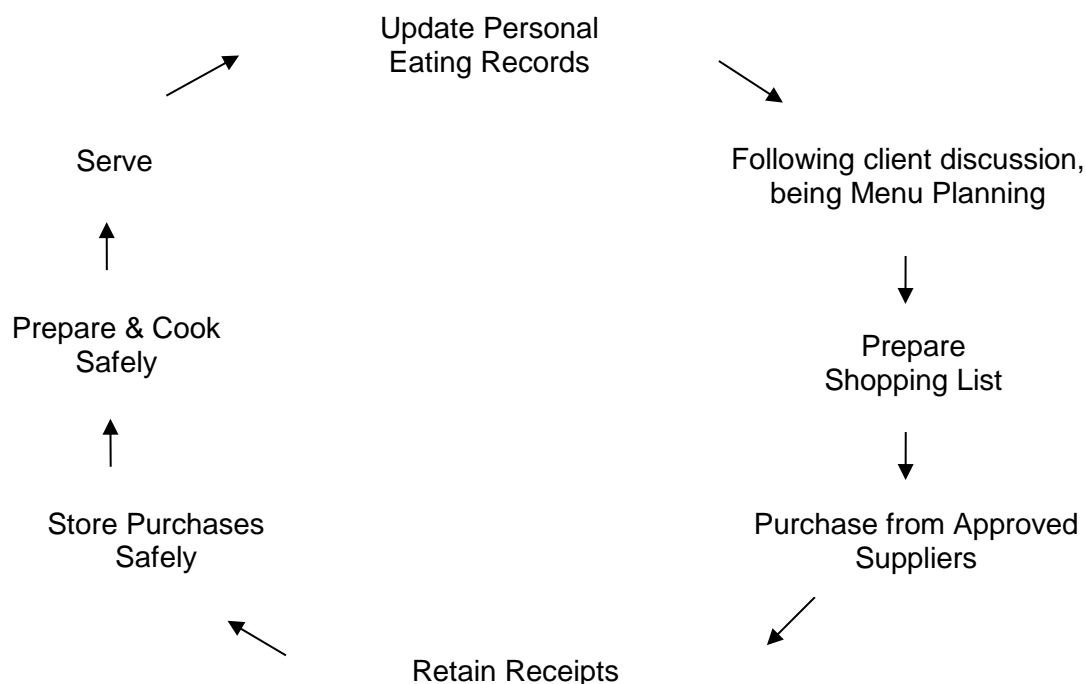 Update Personal
Eating Records
Following client discussion,
being Menu Planning
Prepare
Shopping List
Purchase from Approved
Suppliers
Retain Receipts
Store Purchases
Safely
Prepare & Cook
Safely
Serve